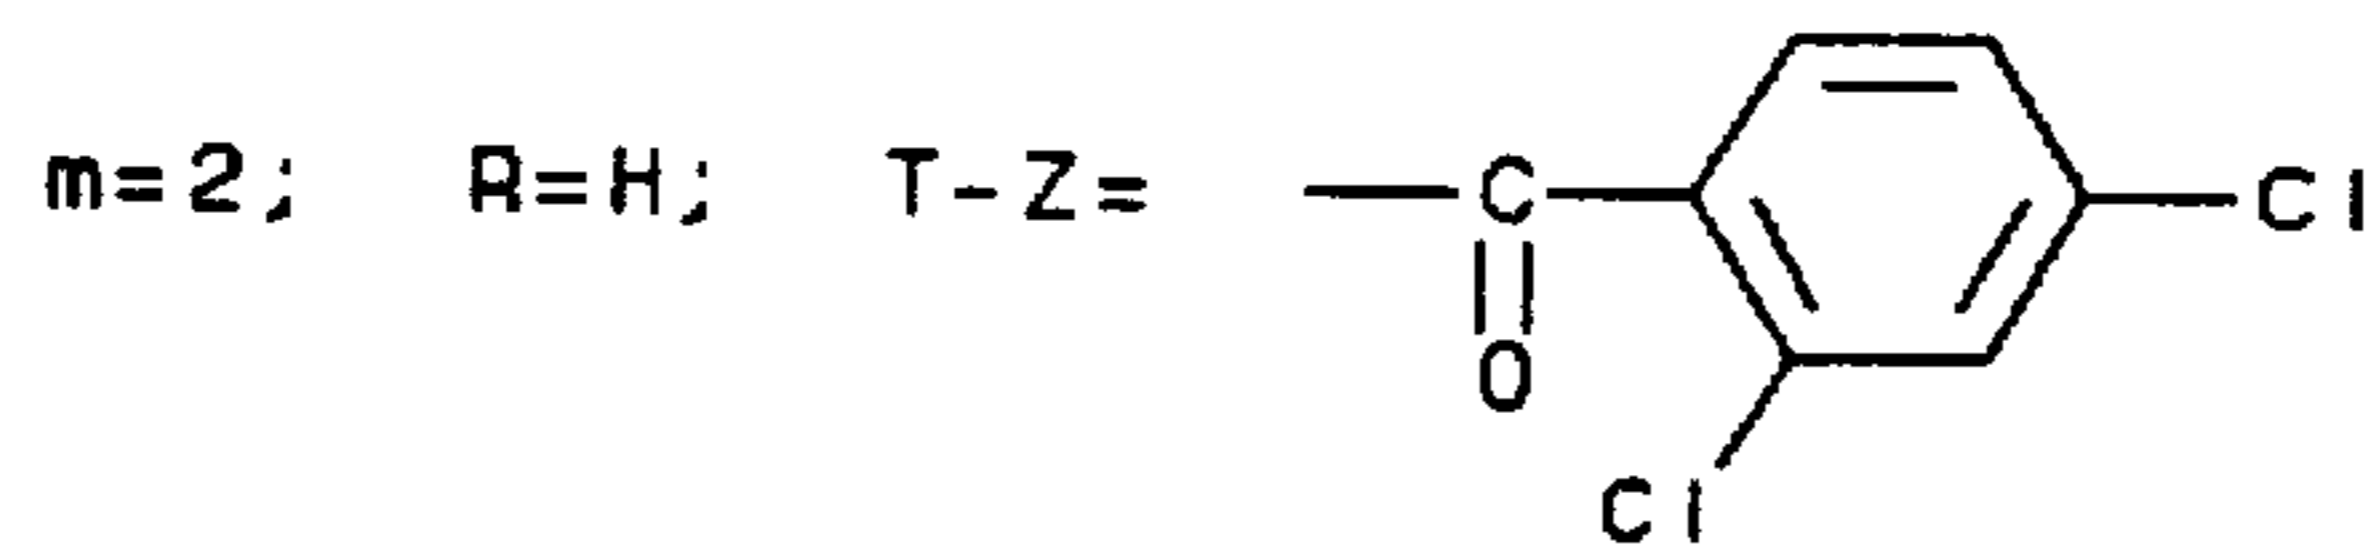 m=2; R=H; T-Z= C Cl
O
Cl